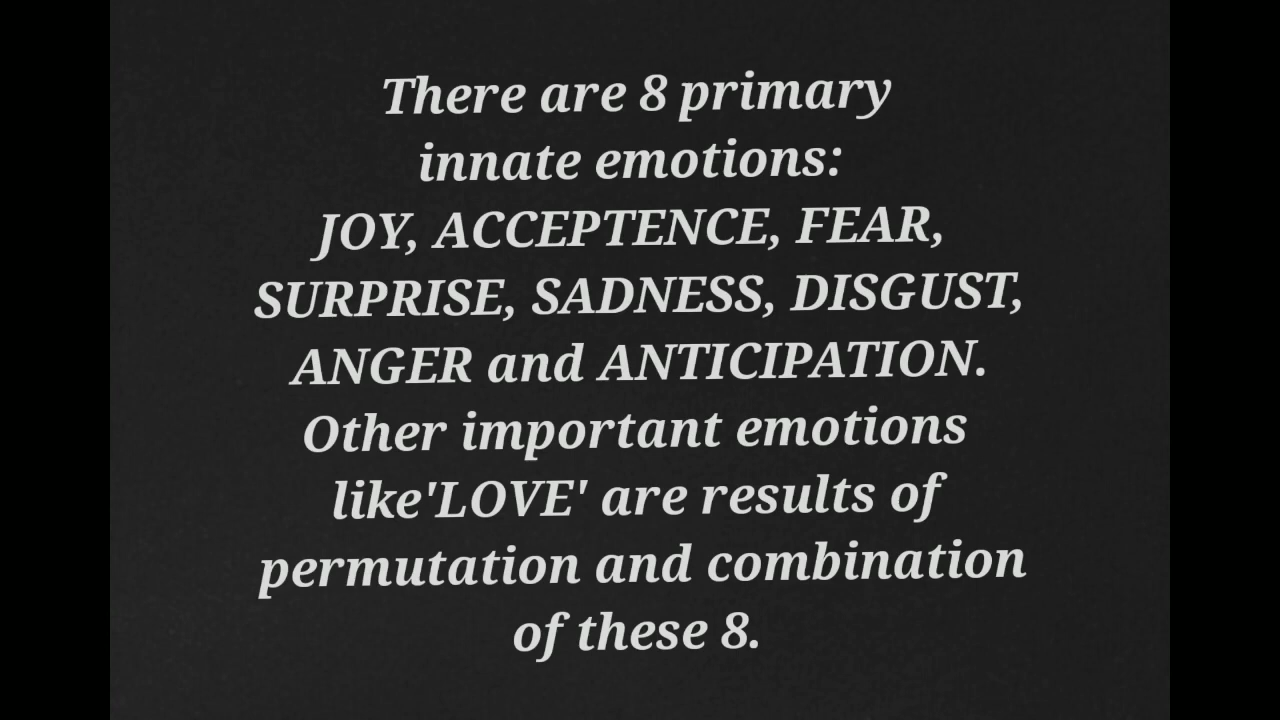 There are 8 primary
innate emotions:
JOY, ACCEPTENCE, FEAR,
SURPRISE, SADNESS, DISGUST,
ANGER and ANTICIPATION.
Other important emotions
like'LOVE' are results of
permutation and combination
of these 8.